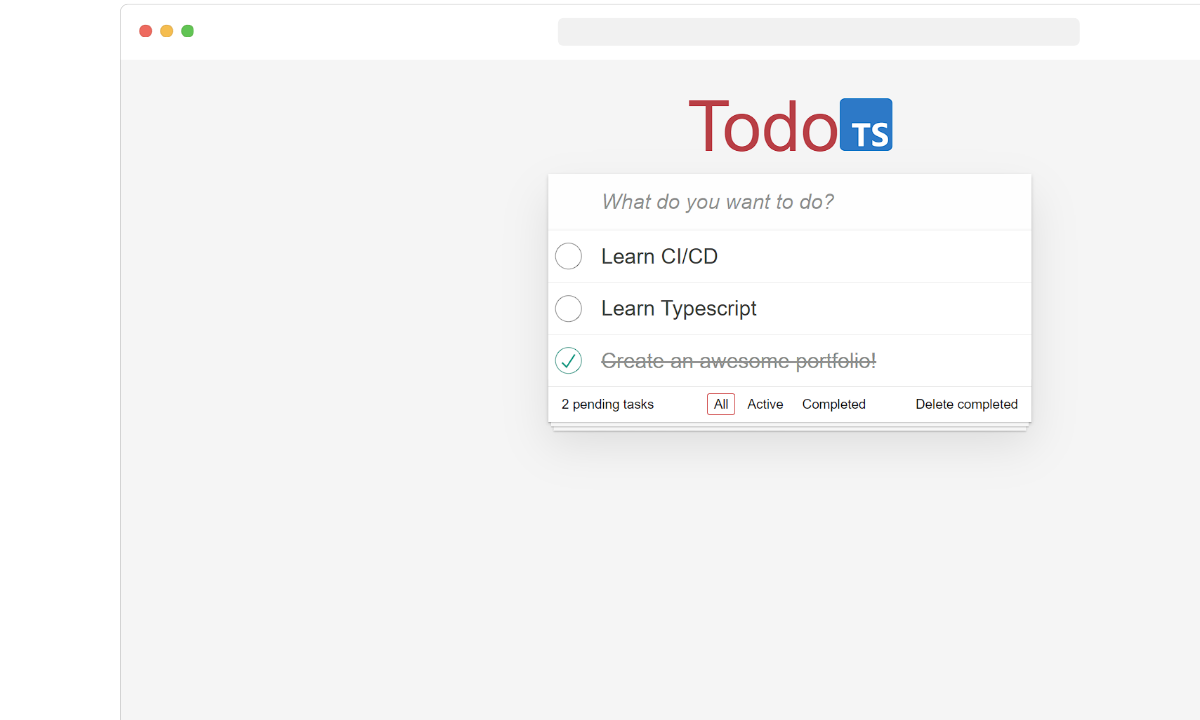 Todo TS
What do you want to do?
Learn CI/CD
Learn Typescript
Create an awesome portfolio!
2 pending tasks All Active Completed Delete completed